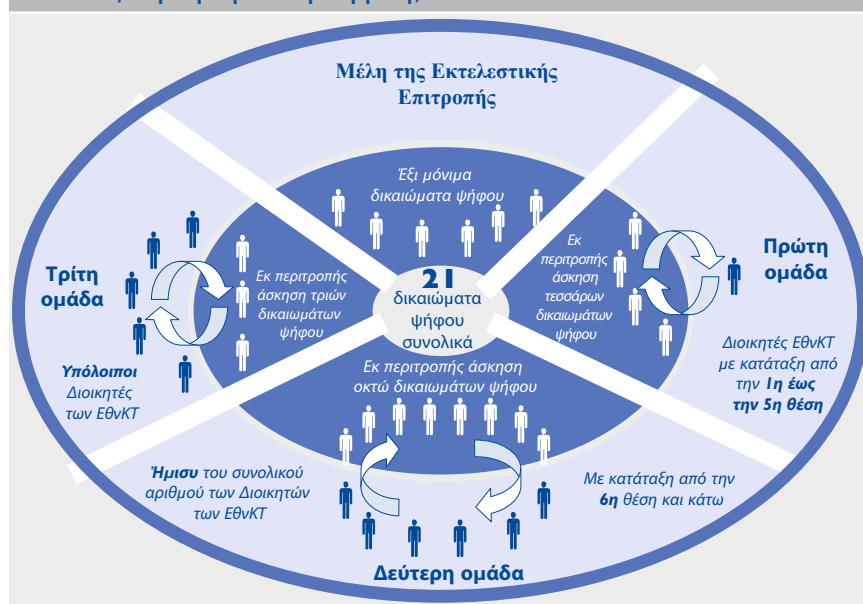 Μέλη της Εκτελεστικής
Επιτροπής
Έξι μόνιμα
δικαιώματα ψήφου
Τρίτη
ομάδα
Εκ περιτροπής
άσκηση τριών
δικαιωμάτων
ψήφου
21
δικαιώματα
ψήφου
συνολικά
Εκ
περιτροπής
άσκηση
τεσσάρων
δικαιωμάτων
ψήφου
Πρώτη
ομάδα
Υπόλοιποι
Διοικητές
των ΕθνΚΤ
Εκ περιτροπής άσκηση
οκτώ δικαιωμάτων ψήφου
Διοικητές ΕθνΚΤ
με κατάταξη από
την 1η έως
την 5η θέση
Ήμισυ του συνολικού
αριθμού των Διοικητών
των ΕθνΚΤ
Με κατάταξη από την
6η θέση και κάτω
Δεύτερη ομάδα